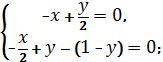 { -x + y/2 = 0,
-x/2 + y - (1 - y) = 0;